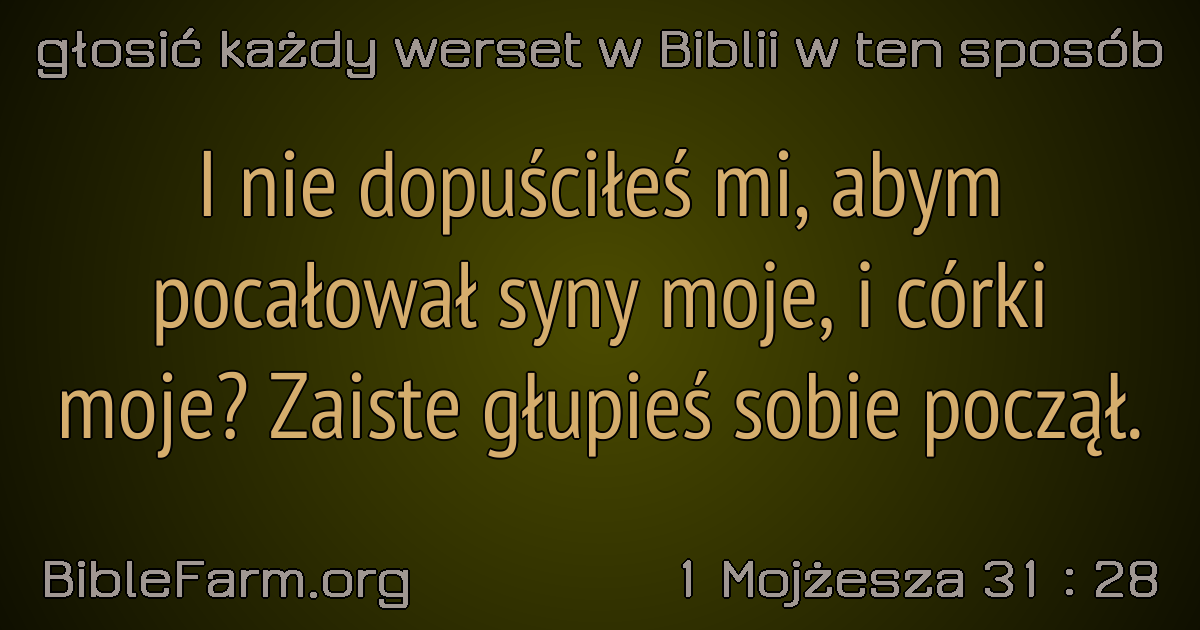 głosić każdy werset w Biblii w ten sposób
I nie dopuściłeś mi, abym
pocałował syny moje, i córki
moje? Zaiste głupieś sobie począł.
BibleFarm.org
1 Mojżesza 31 : 28